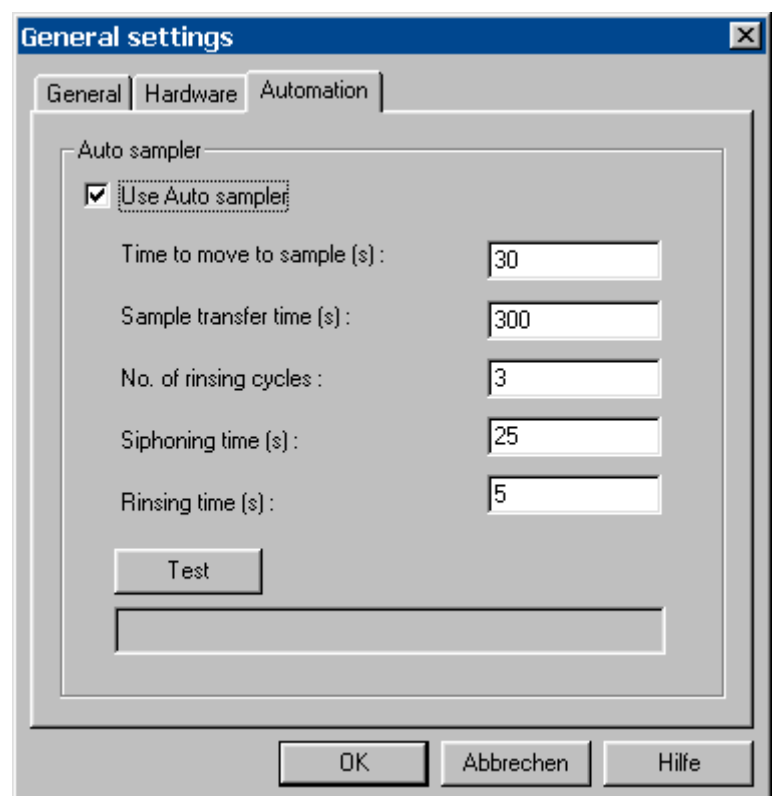 General settings
General Hardware Automation
Auto sampler
Use Auto sampler
Time to move to sample (s) : 30
Sample transfer time (s) : 300
No. of rinsing cycles : 3
Siphoning time (s) : 25
Rinsing time (s) : 5
Test
OK Abbrechen Hilfe